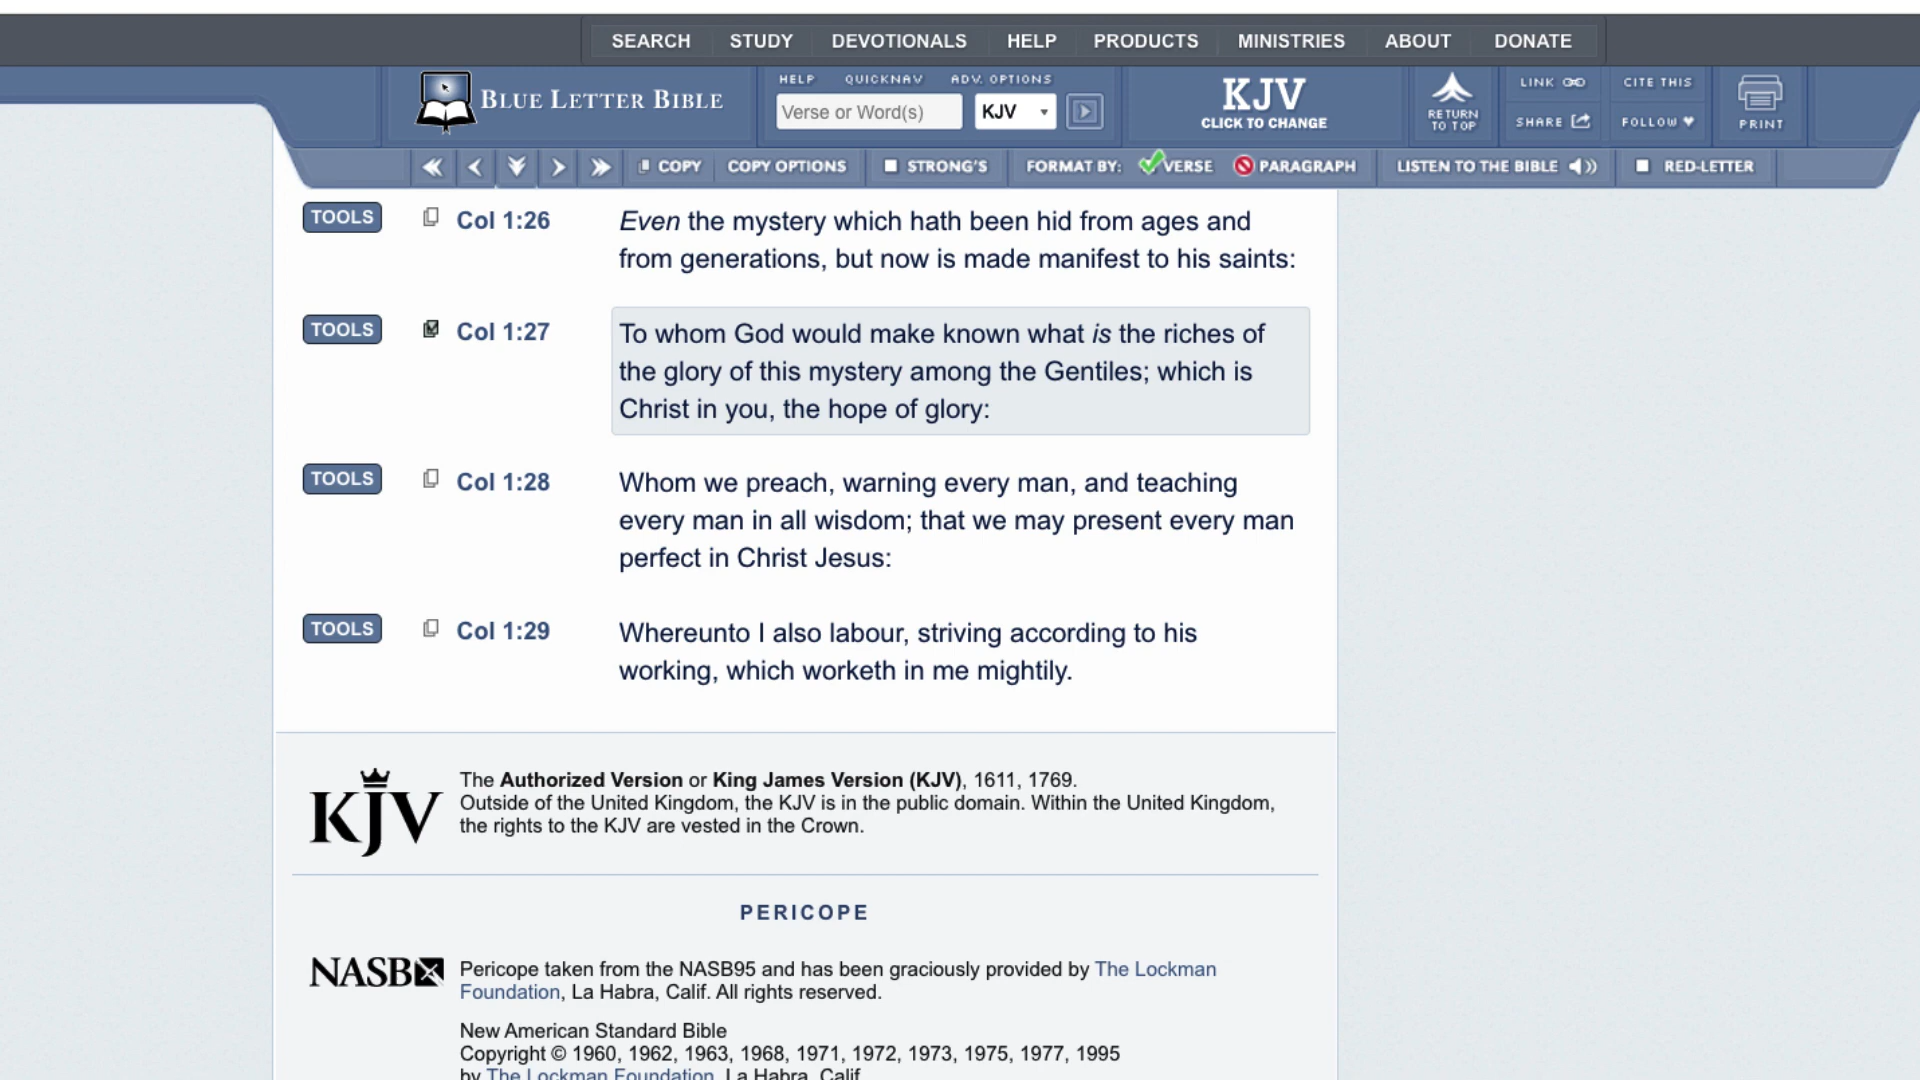 SEARCH STUDY DEVOTIONALS HELP PRODUCTS MINISTRIES ABOUT DONATE
BLUE LETTER BIBLE
HELP QUICKNAV ADV. OPTIONS
Verse or Word(s) KJV
KJV
CLICK TO CHANGE
RETURN
TO TOP
LINK
SHARE
CITE THIS
FOLLOW
PRINT
COPY COPY OPTIONS STRONG'S FORMAT BY: VERSE PARAGRAPH LISTEN TO THE BIBLE RED-LETTER
TOOLS Col 1:26 Even the mystery which hath been hid from ages and
from generations, but now is made manifest to his saints:
TOOLS Col 1:27 To whom God would make known what is the riches of
the glory of this mystery among the Gentiles; which is
Christ in you, the hope of glory:
TOOLS Col 1:28 Whom we preach, warning every man, and teaching
every man in all wisdom; that we may present every man
perfect in Christ Jesus:
TOOLS Col 1:29 Whereunto I also labour, striving according to his
working, which worketh in me mightily.
KJV
The Authorized Version or King James Version (KJV), 1611, 1769.
Outside of the United Kingdom, the KJV is in the public domain. Within the United Kingdom,
the rights to the KJV are vested in the Crown.
PERICOPE
NASB
Pericope taken from the NASB95 and has been graciously provided by The Lockman
Foundation, La Habra, Calif. All rights reserved.
New American Standard Bible
Copyright © 1960, 1962, 1963, 1968, 1971, 1972, 1973, 1975, 1977, 1995
by The Lockman Foundation, La Habra, Calif.